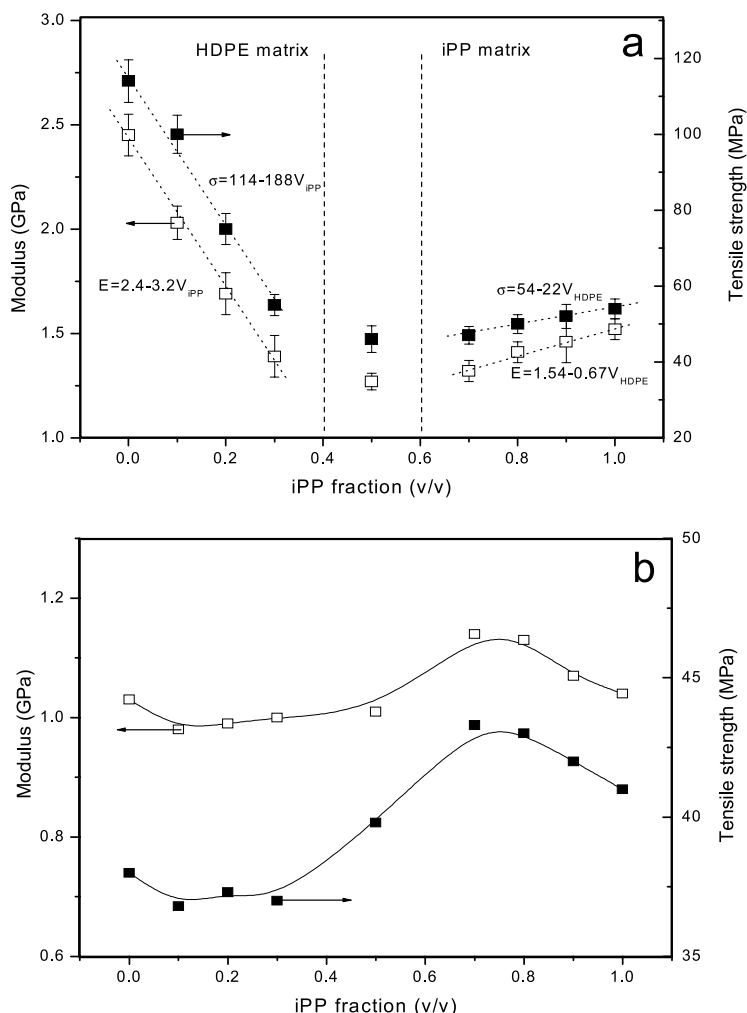 a
HDPE matrix
iPP matrix
3.0
2.5
2.0
1.5
1.0
120
100
80
60
40
20
Modulus (GPa)
Tensile strength (MPa)
σ=114-188V_iPP
E=2.4-3.2V_iPP
σ=54-22V_HDPE
E=1.54-0.67V_HDPE
0.0 0.2 0.4 0.6 0.8 1.0
iPP fraction (v/v)
b
1.2
1.0
0.8
0.6
50
45
40
35
Modulus (GPa)
Tensile strength (MPa)
0.0 0.2 0.4 0.6 0.8 1.0
iPP fraction (v/v)